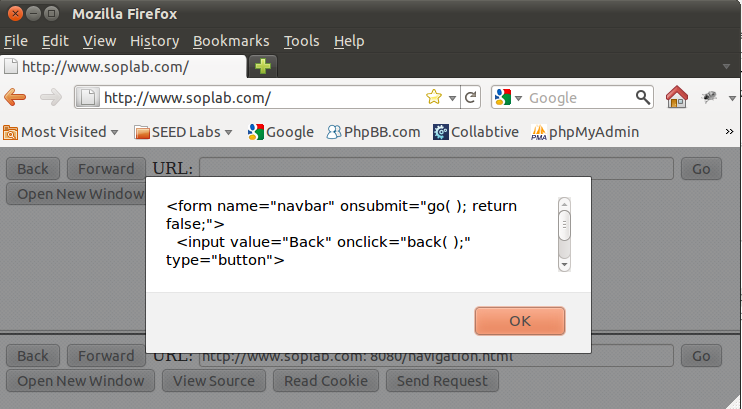 Mozilla Firefox
File Edit View History Bookmarks Tools Help
http://www.soplab.com/
http://www.soplab.com/ Google
Most Visited SEED Labs Google PhpBB.com Collabtive PMA phpMyAdmin »
Back Forward URL: Go
Open New Window
<form name="navbar" onsubmit="go( ); return
false;">
<input value="Back" onclick="back( );"
type="button">
OK
Back Forward URL: http://www.soplab.com: 8080/navigation.html Go
Open New Window View Source Read Cookie Send Request